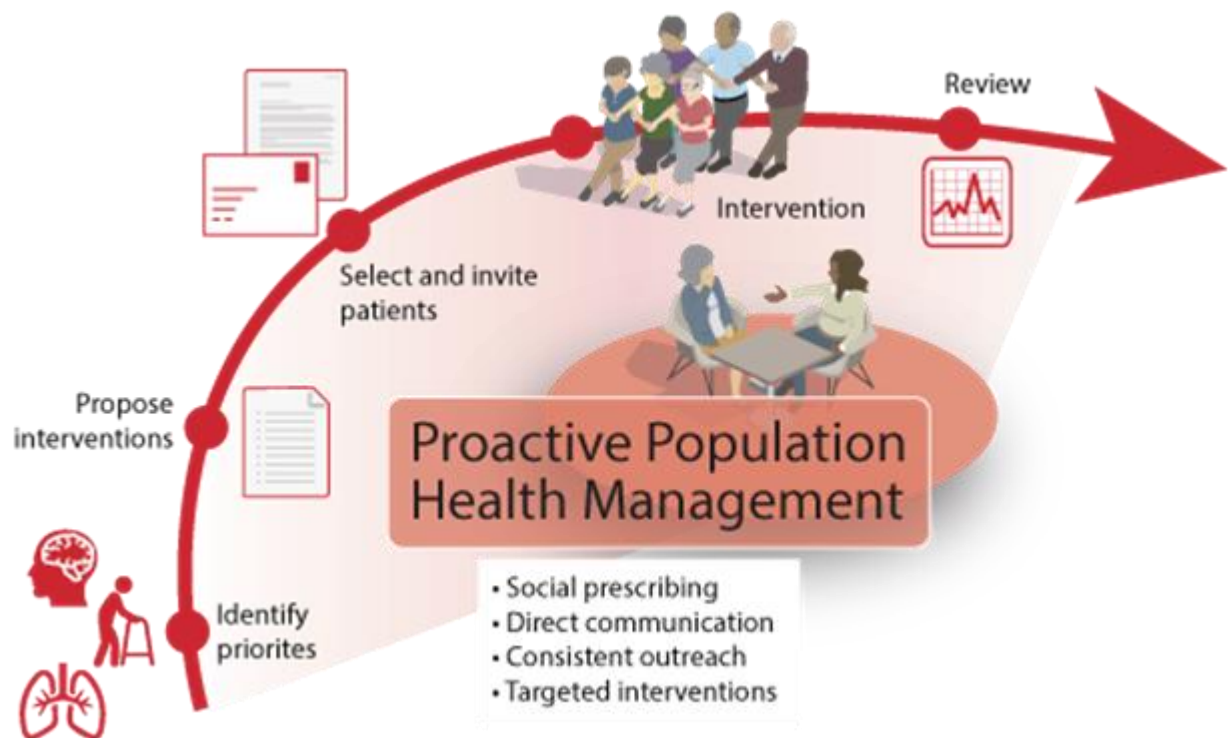 Review
Intervention
Select and invite
patients
Propose
interventions
Identify
priorites
Proactive Population
Health Management
• Social prescribing
• Direct communication
• Consistent outreach
• Targeted interventions